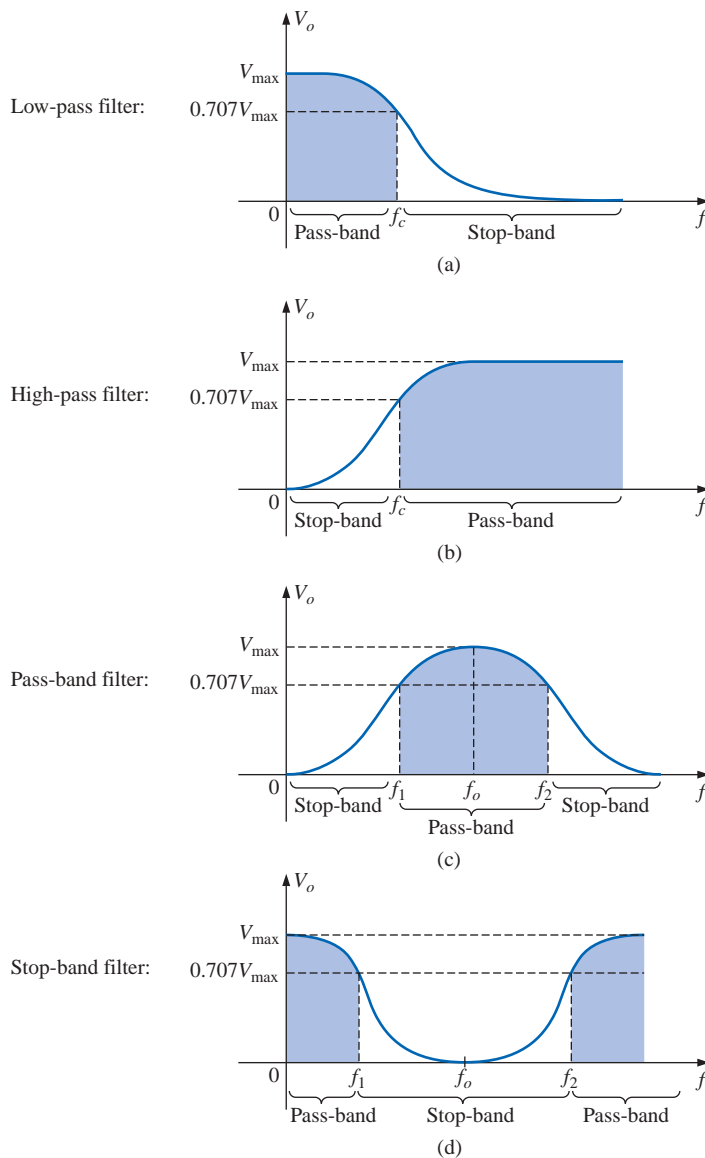 V_o
V_max
Low-pass filter: 0.707V_max
0 f_c f
Pass-band Stop-band
(a)
V_o
V_max
High-pass filter: 0.707V_max
0 f_c f
Stop-band Pass-band
(b)
V_o
V_max
Pass-band filter: 0.707V_max
0 f_1 f_o f_2 f
Stop-band Stop-band
Pass-band
(c)
V_o
V_max
Stop-band filter: 0.707V_max
0 f_1 f_o f_2 f
Pass-band Stop-band Pass-band
(d)